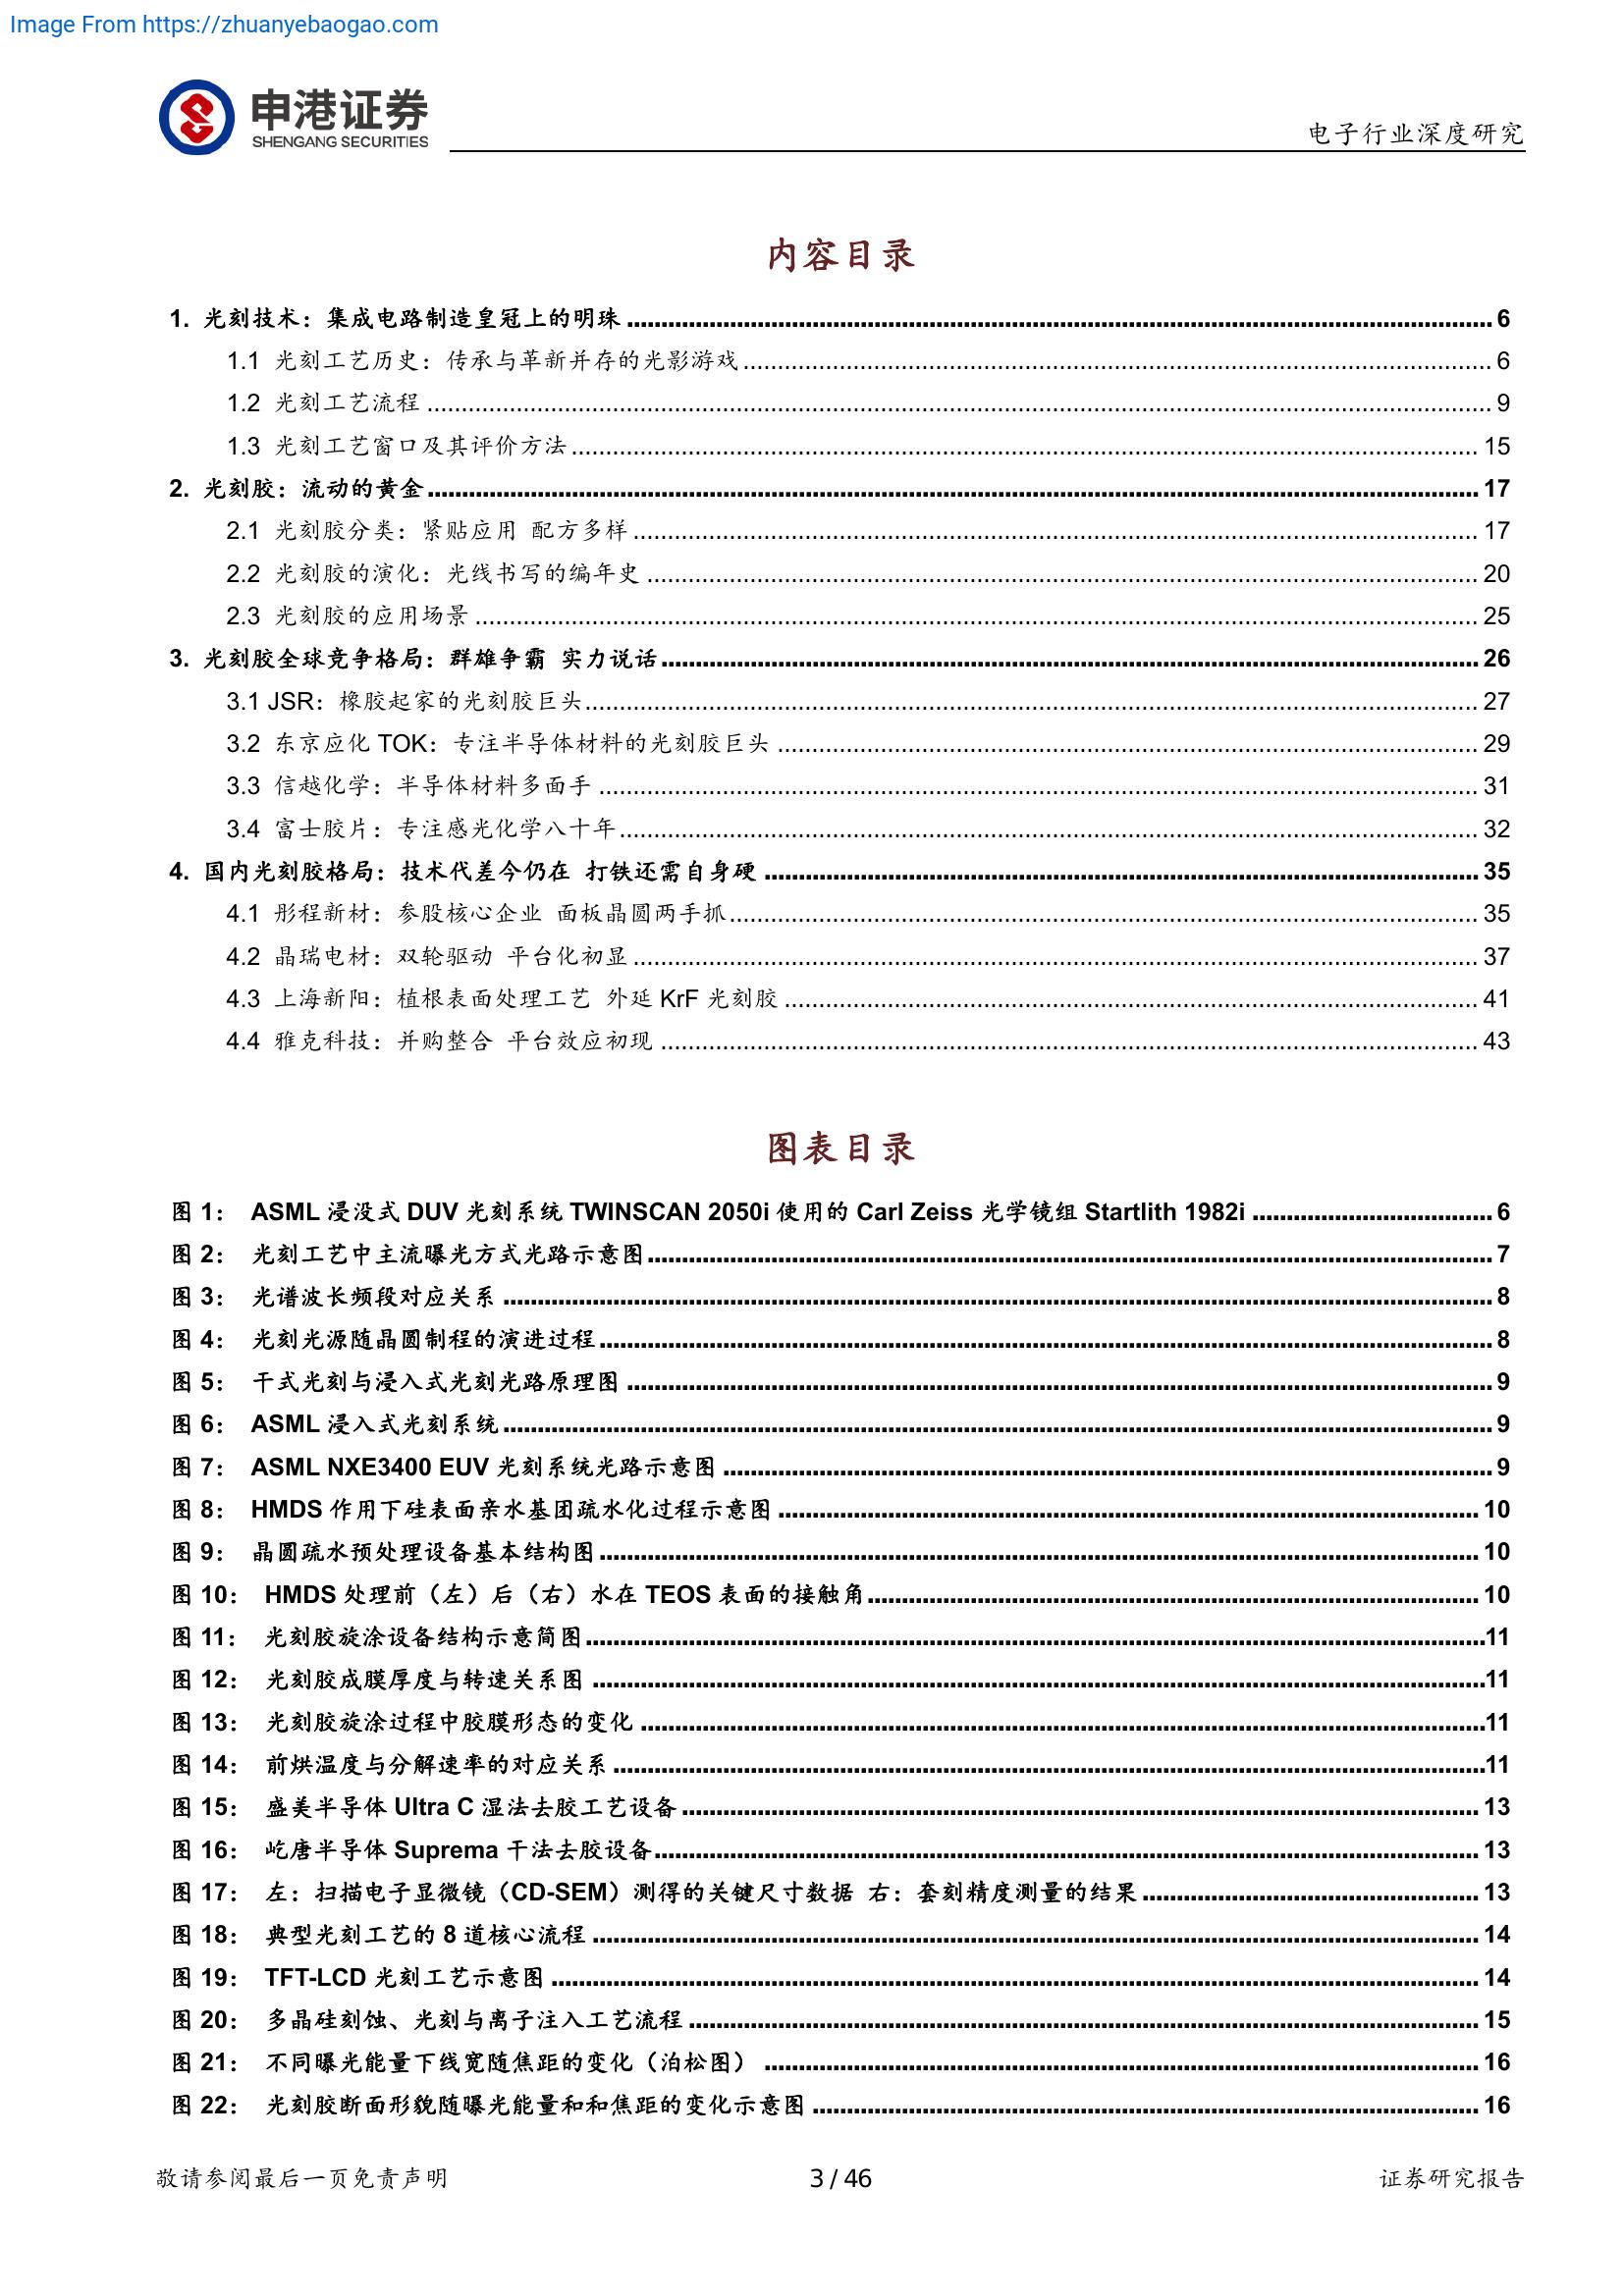 Image From https://zhuanyebaogao.com
申港证券
SHENGANG SECURITIES
电子行业深度研究
内容目录
1. 光刻技术：集成电路制造皇冠上的明珠 6
1.1 光刻工艺历史：传承与革新并存的光影游戏 6
1.2 光刻工艺流程 9
1.3 光刻工艺窗口及其评价方法 15
2. 光刻胶：流动的黄金 17
2.1 光刻胶分类：紧贴应用 配方多样 17
2.2 光刻胶的演化：光线书写的编年史 20
2.3 光刻胶的应用场景 25
3. 光刻胶全球竞争格局：群雄争霸 实力说话 26
3.1 JSR：橡胶起家的光刻胶巨头 27
3.2 东京应化 TOK：专注半导体材料的光刻胶巨头 29
3.3 信越化学：半导体材料多面手 31
3.4 富士胶片：专注感光化学八十年 32
4. 国内光刻胶格局：技术代差今仍在 打铁还需自身硬 35
4.1 彤程新材：参股核心企业 面板晶圆两手抓 35
4.2 晶瑞电材：双轮驱动 平台化初显 37
4.3 上海新阳：植根表面处理工艺 外延 KrF 光刻胶 41
4.4 雅克科技：并购整合 平台效应初现 43
图表目录
图 1： ASML 浸没式 DUV 光刻系统 TWINSCAN 2050i 使用的 Carl Zeiss 光学镜组 Startlith 1982i 6
图 2： 光刻工艺中主流曝光方式光路示意图 7
图 3： 光谱波长频段对应关系 8
图 4： 光刻光源随晶圆制程的演进过程 8
图 5： 干式光刻与浸入式光刻光路原理图 9
图 6： ASML 浸入式光刻系统 9
图 7： ASML NXE3400 EUV 光刻系统光路示意图 9
图 8： HMDS 作用下硅表面亲水基团疏水化过程示意图 10
图 9： 晶圆疏水预处理设备基本结构图 10
图 10： HMDS 处理前（左）后（右）水在 TEOS 表面的接触角 10
图 11： 光刻胶旋涂设备结构示意简图 11
图 12： 光刻胶成膜厚度与转速关系图 11
图 13： 光刻胶旋涂过程中胶膜形态的变化 11
图 14： 前烘温度与分解速率的对应关系 11
图 15： 盛美半导体 Ultra C 湿法去胶工艺设备 13
图 16： 屹唐半导体 Suprema 干法去胶设备 13
图 17： 左：扫描电子显微镜（CD-SEM）测得的关键尺寸数据 右：套刻精度测量的结果 13
图 18： 典型光刻工艺的 8 道核心流程 14
图 19： TFT-LCD 光刻工艺示意图 14
图 20： 多晶硅刻蚀、光刻与离子注入工艺流程 15
图 21： 不同曝光能量下线宽随焦距的变化（泊松图） 16
图 22： 光刻胶断面形貌随曝光能量和和焦距的变化示意图 16
敬请参阅最后一页免责声明 3 / 46 证券研究报告